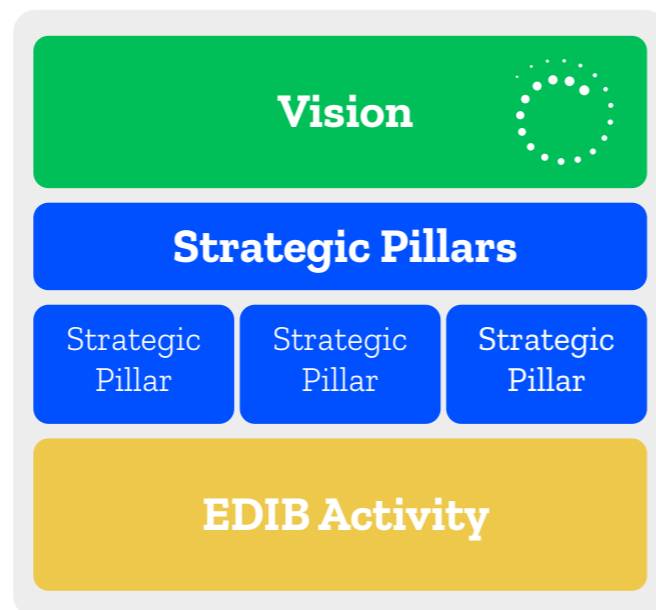 Vision
Strategic Pillars
Strategic
Pillar
Strategic
Pillar
Strategic
Pillar
EDIB Activity